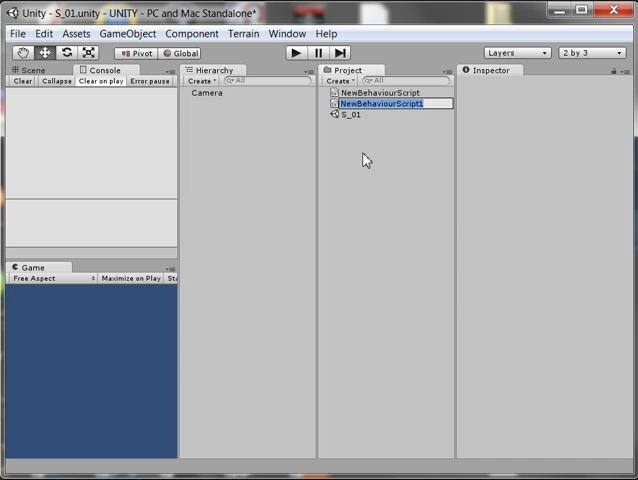 Unity - S_01.unity - UNITY - PC and Mac Standalone*
File Edit Assets GameObject Component Terrain Window Help
Pivot Global Layers 2 by 3
Scene Console Hierarchy Project Inspector
Clear Collapse Clear on play Error pause Create All Create All
Camera
NewBehaviourScript
NewBehaviourScript1
S_01
Game
Free Aspect Maximize on Play Sta